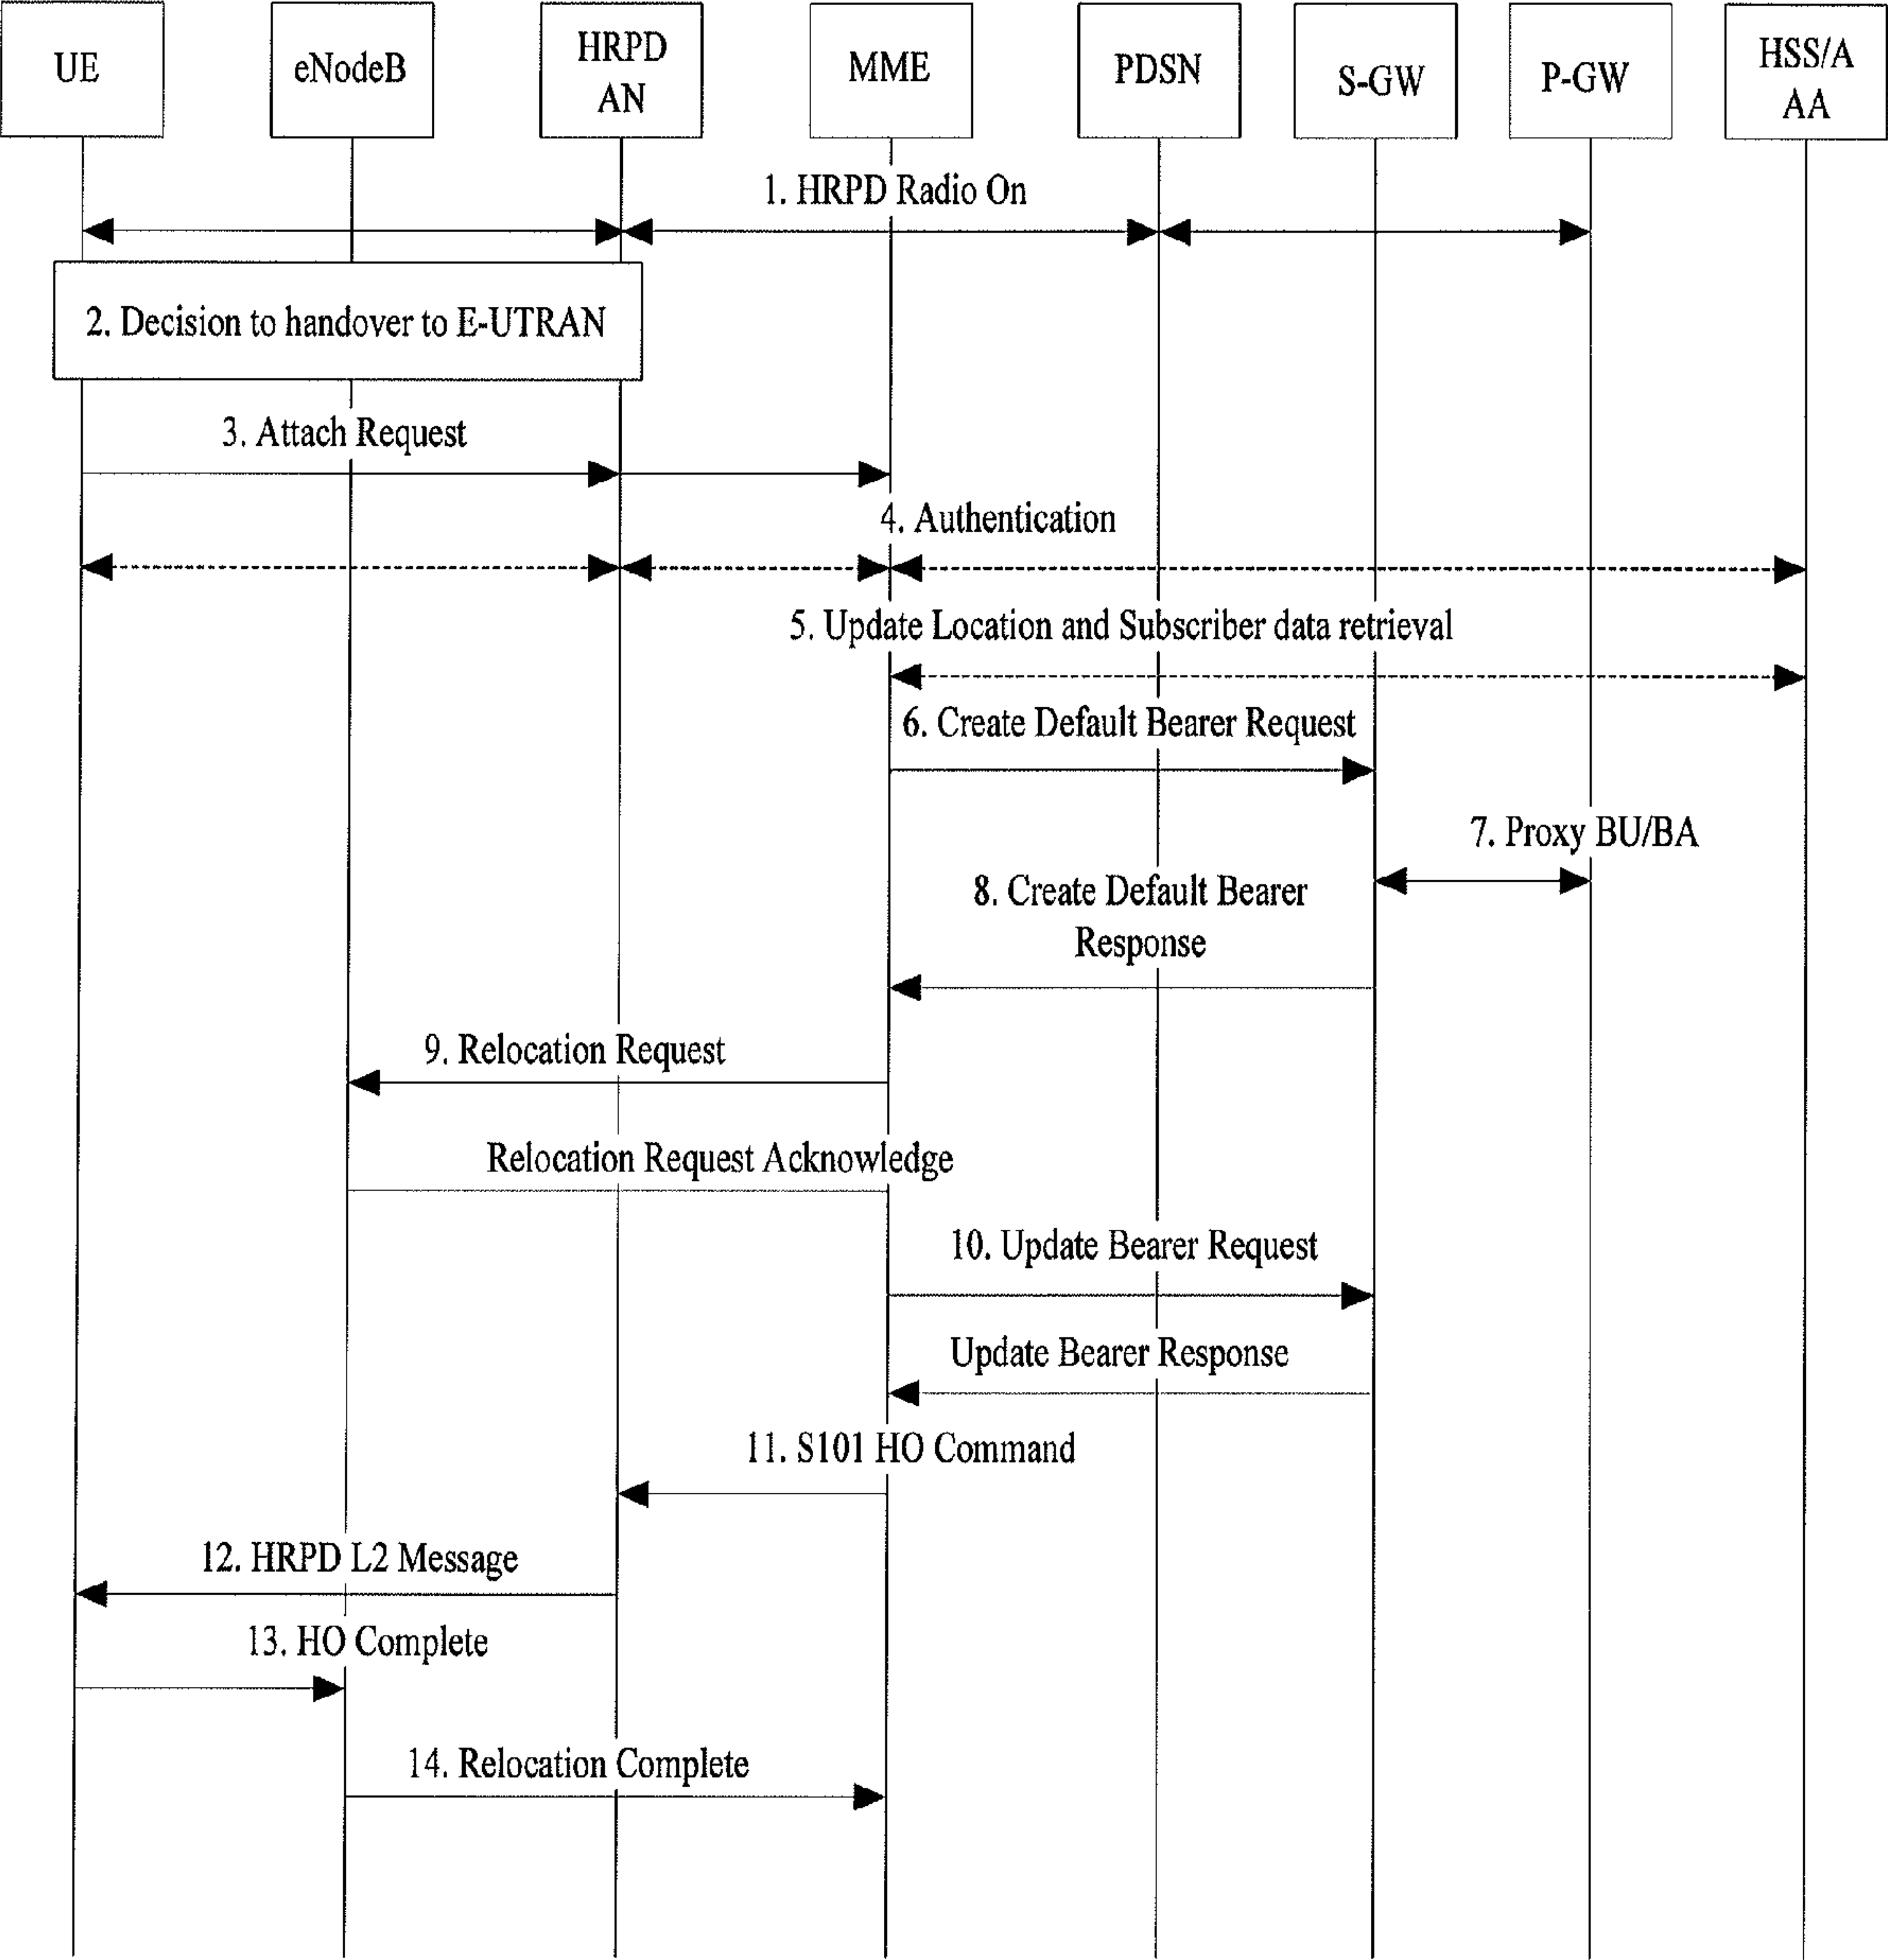 UE
eNodeB
HRPD
AN
MME
PDSN
S-GW
P-GW
HSS/A
AA
1. HRPD Radio On
2. Decision to handover to E-UTRAN
3. Attach Request
4. Authentication
5. Update Location and Subscriber data retrieval
6. Create Default Bearer Request
7. Proxy BU/BA
8. Create Default Bearer
Response
9. Relocation Request
Relocation Request Acknowledge
10. Update Bearer Request
Update Bearer Response
11. S101 HO Command
12. HRPD L2 Message
13. HO Complete
14. Relocation Complete